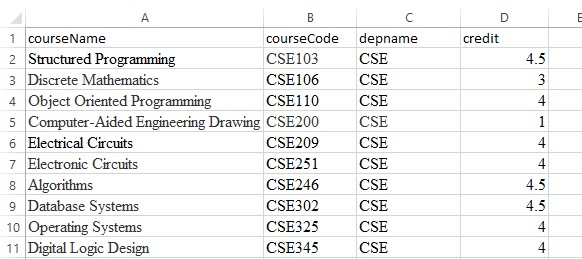 A B C D E
1 courseName courseCode depname credit
2 Structured Programming CSE103 CSE 4.5
3 Discrete Mathematics CSE106 CSE 3
4 Object Oriented Programming CSE110 CSE 4
5 Computer-Aided Engineering Drawing CSE200 CSE 1
6 Electrical Circuits CSE209 CSE 4
7 Electronic Circuits CSE251 CSE 4
8 Algorithms CSE246 CSE 4.5
9 Database Systems CSE302 CSE 4.5
10 Operating Systems CSE325 CSE 4
11 Digital Logic Design CSE345 CSE 4